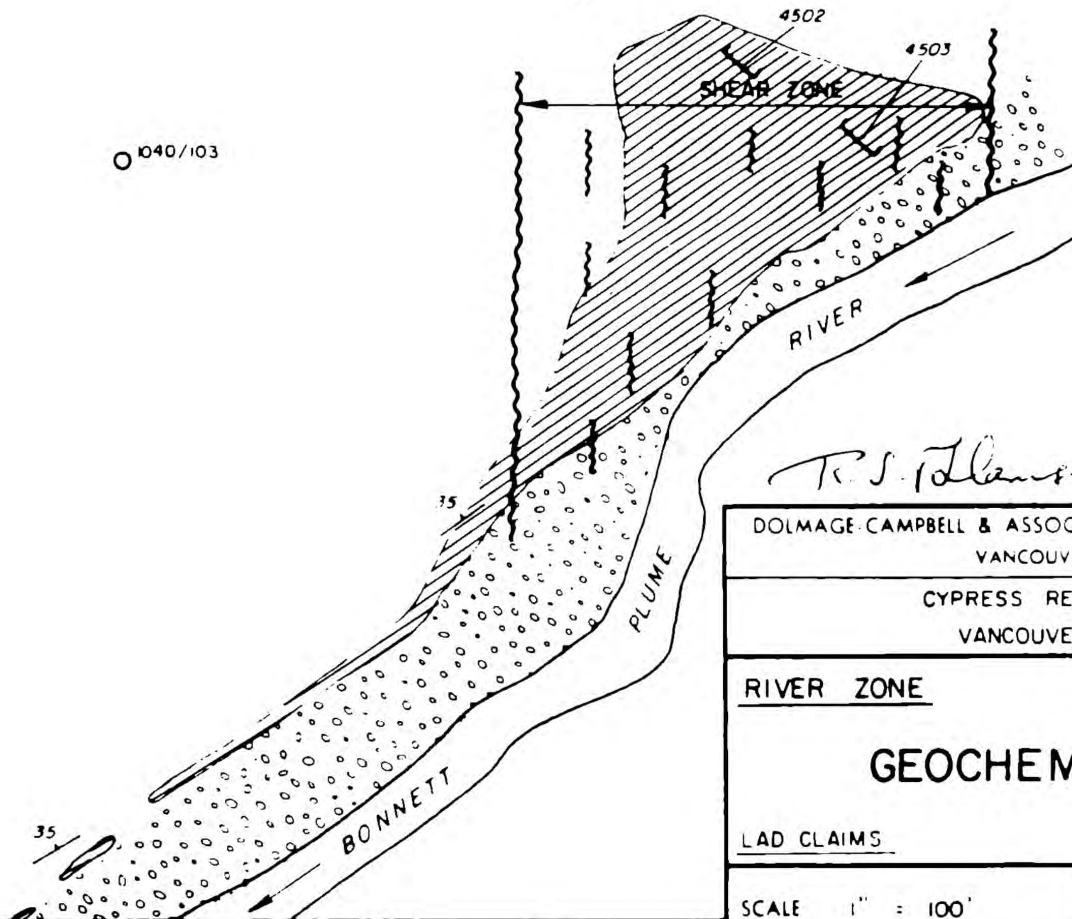 4502
4503
SHEAR ZONE
1040/103
RIVER
35
PLUME
BONNETT
35
DOLMAGE CAMPBELL & ASSOC
VANCOUV
CYPRESS RE
VANCOUVE
RIVER ZONE
GEOCHEM
LAD CLAIMS
SCALE 1" = 100'